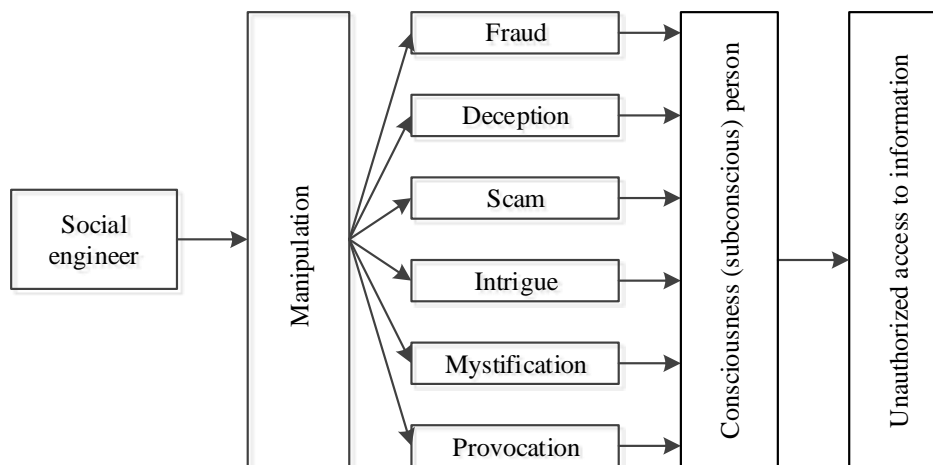 Social
engineer
Manipulation
Fraud
Deception
Scam
Intrigue
Mystification
Provocation
Consciousness (subconscious) person
Unauthorized access to information